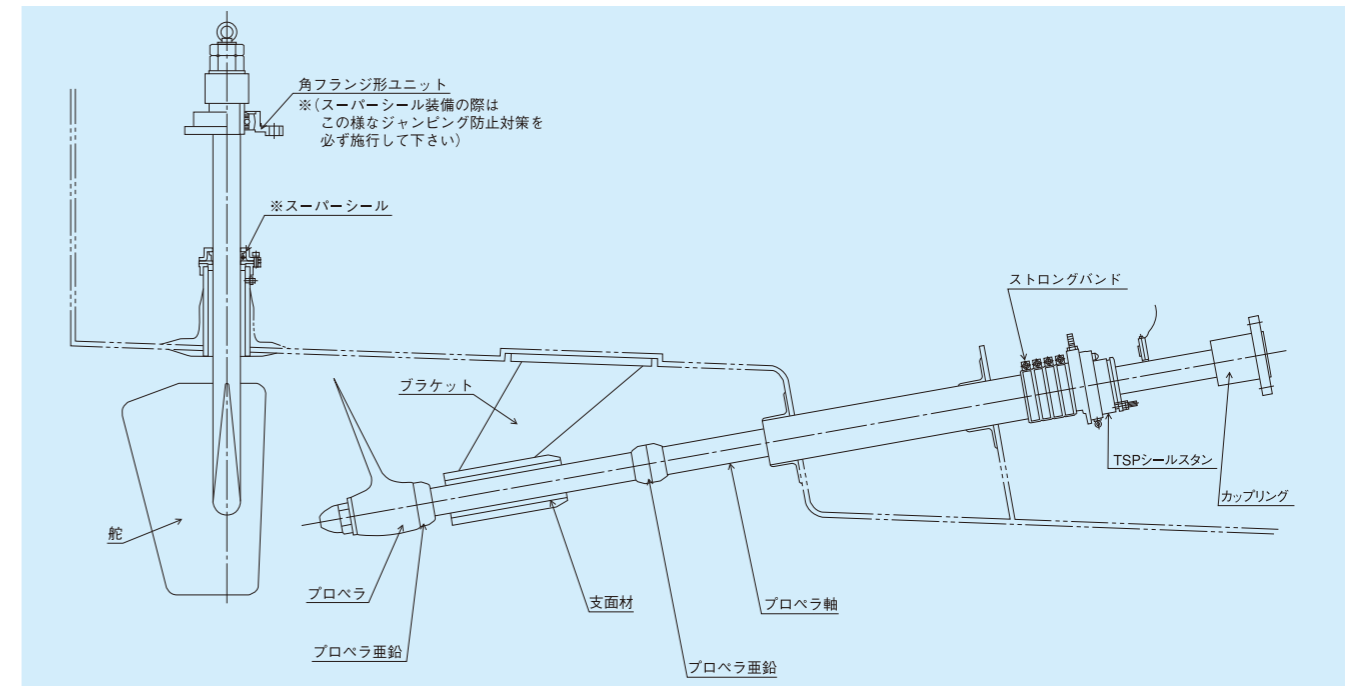 角フランジ形ユニット
※(スーパーシール装備の際は
この様なジャンピング防止対策を
必ず施行して下さい)
※スーパーシール
ストロングバンド
ブラケット
TSPシールスタン
カップリング
舵
プロペラ
支面材
プロペラ軸
プロペラ亜鉛
プロペラ亜鉛